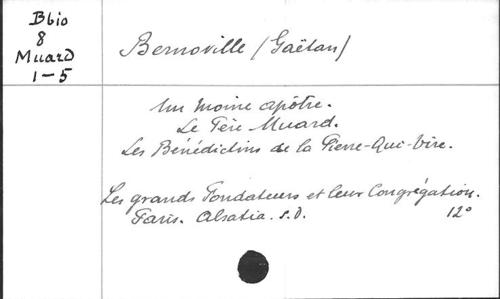 Bbio
8
Muard
1-5
Bernoville (Gaëtan)
Un moine apôtre.
Le Père Muard.
Les Bénédictins de la Pierre-Qui-Vire.
Les grands Fondateurs et leur Congrégation.
Paris. Alsatia. s.d. 12°